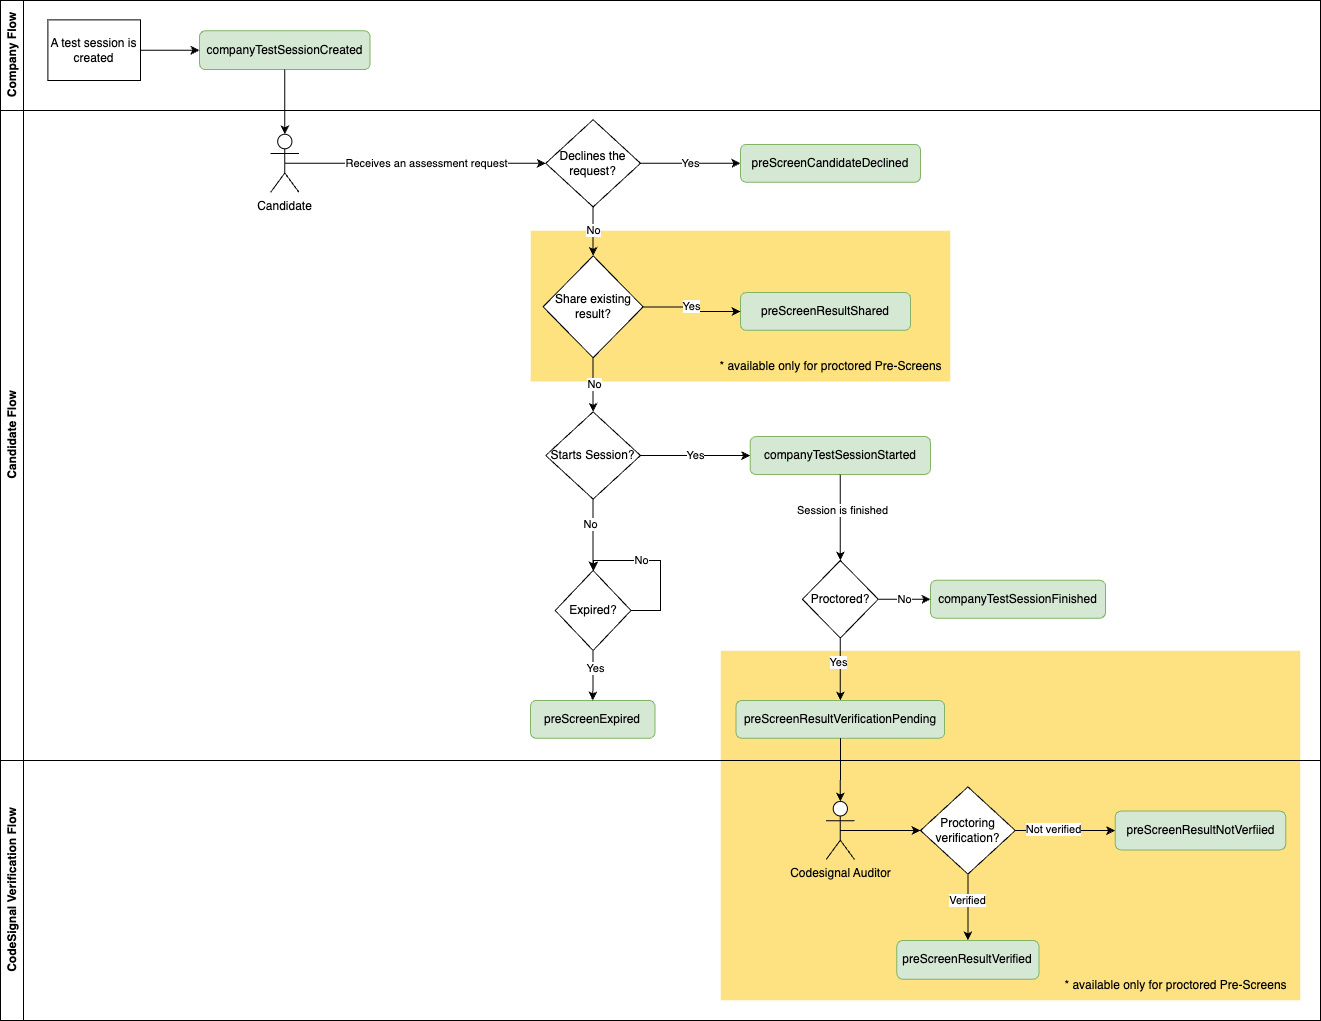 Company Flow
A test session is
created
companyTestSessionCreated
Candidate Flow
Candidate
Receives an assessment request
Declines the
request?
Yes
preScreenCandidateDeclined
No
Share existing
result?
Yes
preScreenResultShared
* available only for proctored Pre-Screens
No
Starts Session?
Yes
companyTestSessionStarted
No
Session is finished
No
Expired?
Proctored?
No
companyTestSessionFinished
Yes
Yes
preScreenExpired
preScreenResultVerificationPending
CodeSignal Verification Flow
Codesignal Auditor
Proctoring
verification?
Not verified
preScreenResultNotVerfiied
Verified
preScreenResultVerified
* available only for proctored Pre-Screens